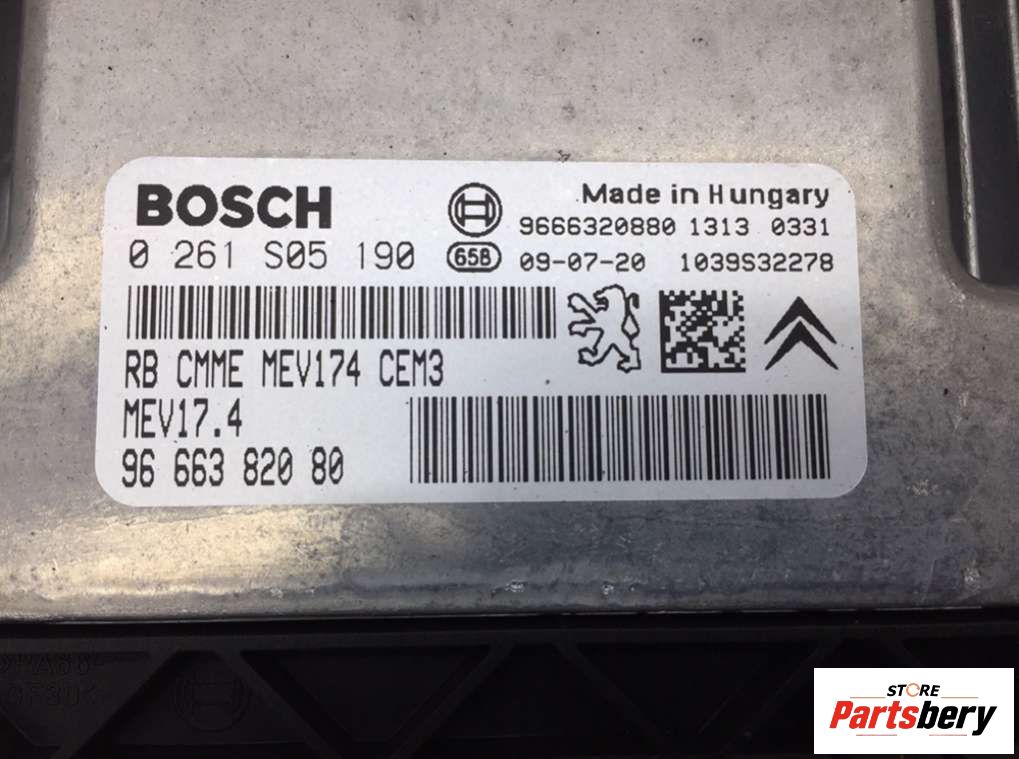 BOSCH
Made in Hungary
9666320880 1313 0331
0 261 S05 190
65B
09-07-20 1039S32278
RB CMME MEV174 CEM3
MEV17.4
96 663 820 80
STORE
Partsbery